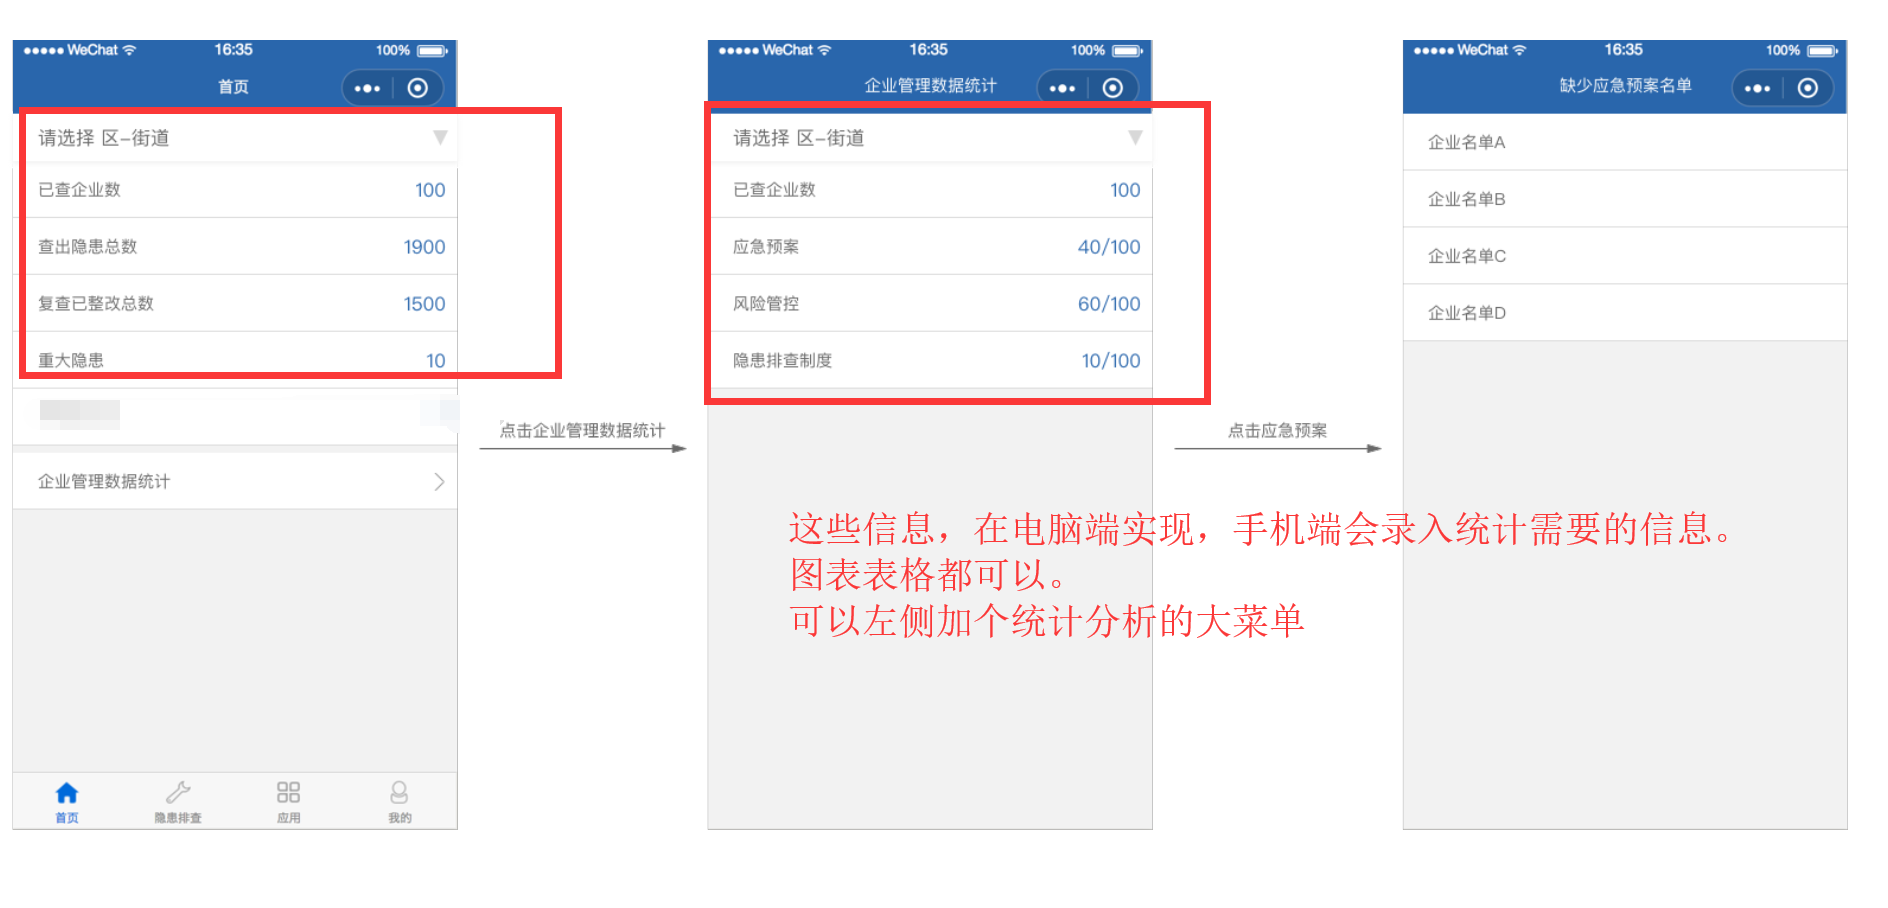 WeChat 16:35 100%
首页
请选择 区–街道
已查企业数 100
查出隐患总数 1900
复查已整改总数 1500
重大隐患 10
企业管理数据统计
首页 隐患排查 应用 我的
点击企业管理数据统计
WeChat 16:35 100%
企业管理数据统计
请选择 区–街道
已查企业数 100
应急预案 40/100
风险管控 60/100
隐患排查制度 10/100
点击应急预案
WeChat 16:35 100%
缺少应急预案名单
企业名单A
企业名单B
企业名单C
企业名单D
这些信息，在电脑端实现，手机端会录入统计需要的信息。
图表表格都可以。
可以左侧加个统计分析的大菜单